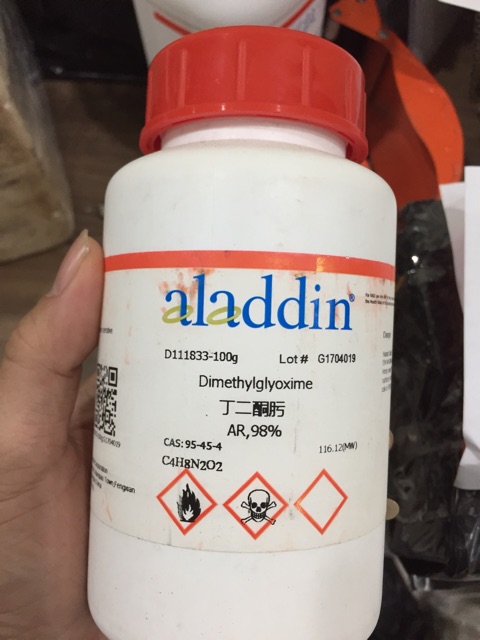 aladdin®
D111833-100g Lot # G1704019
Dimethylglyoxime
丁二酮肟
AR,98%
CAS: 95-45-4 116.12(MW)
C4H8N2O2